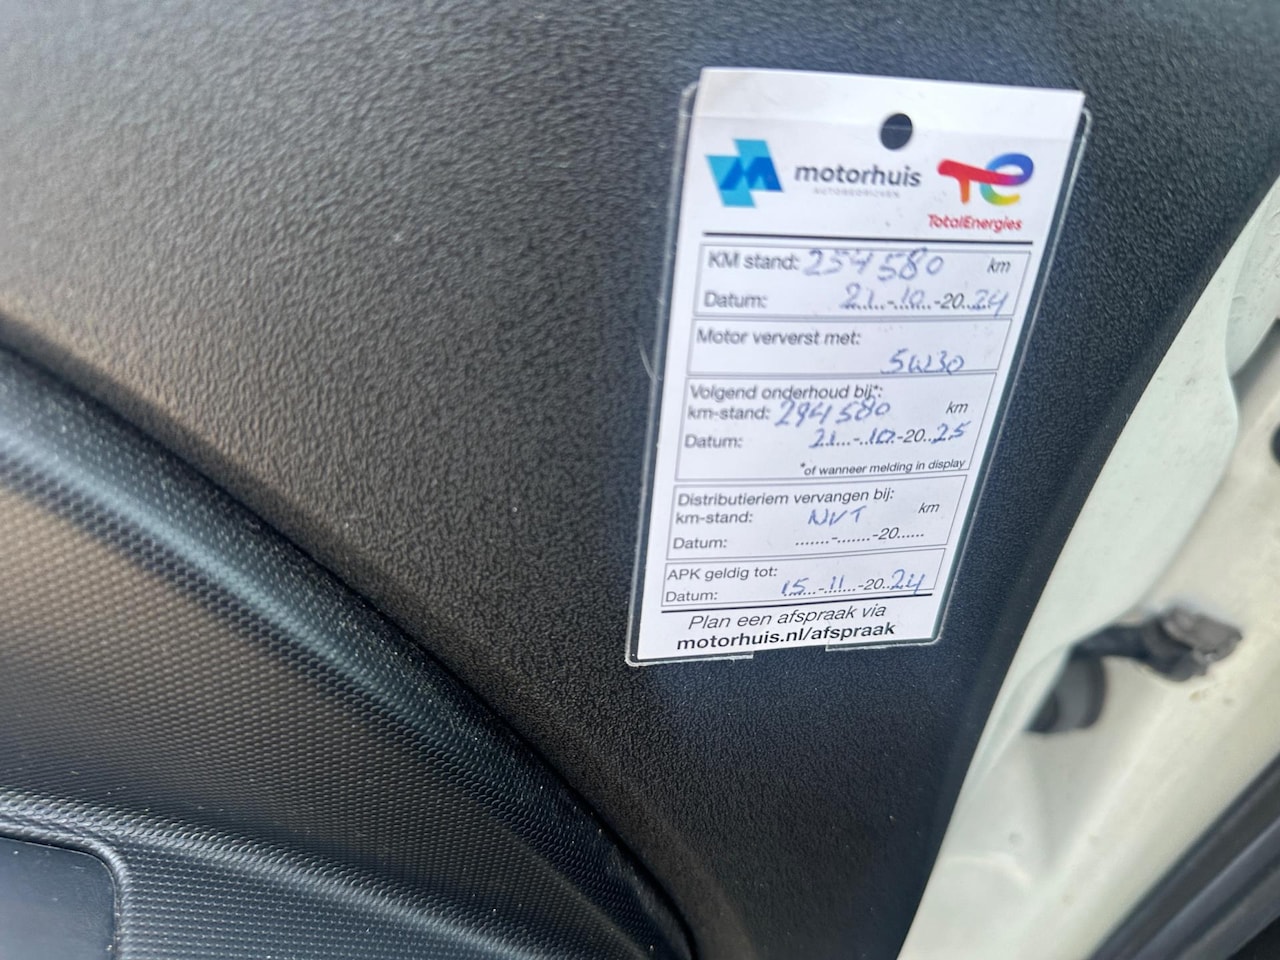 motorhuis
AUTOBEDRIJVEN
TotalEnergies
KM stand: 254580 km
Datum: 21-10-2024
Motor ververst met:
5W30
Volgend onderhoud bij*:
km-stand: 294580 km
Datum: 21-10-2025
*of wanneer melding in display
Distributieriem vervangen bij:
km-stand: NVT km
Datum: .......-.......-20......
APK geldig tot:
Datum: 15-11-2024
Plan een afspraak via
motorhuis.nl/afspraak